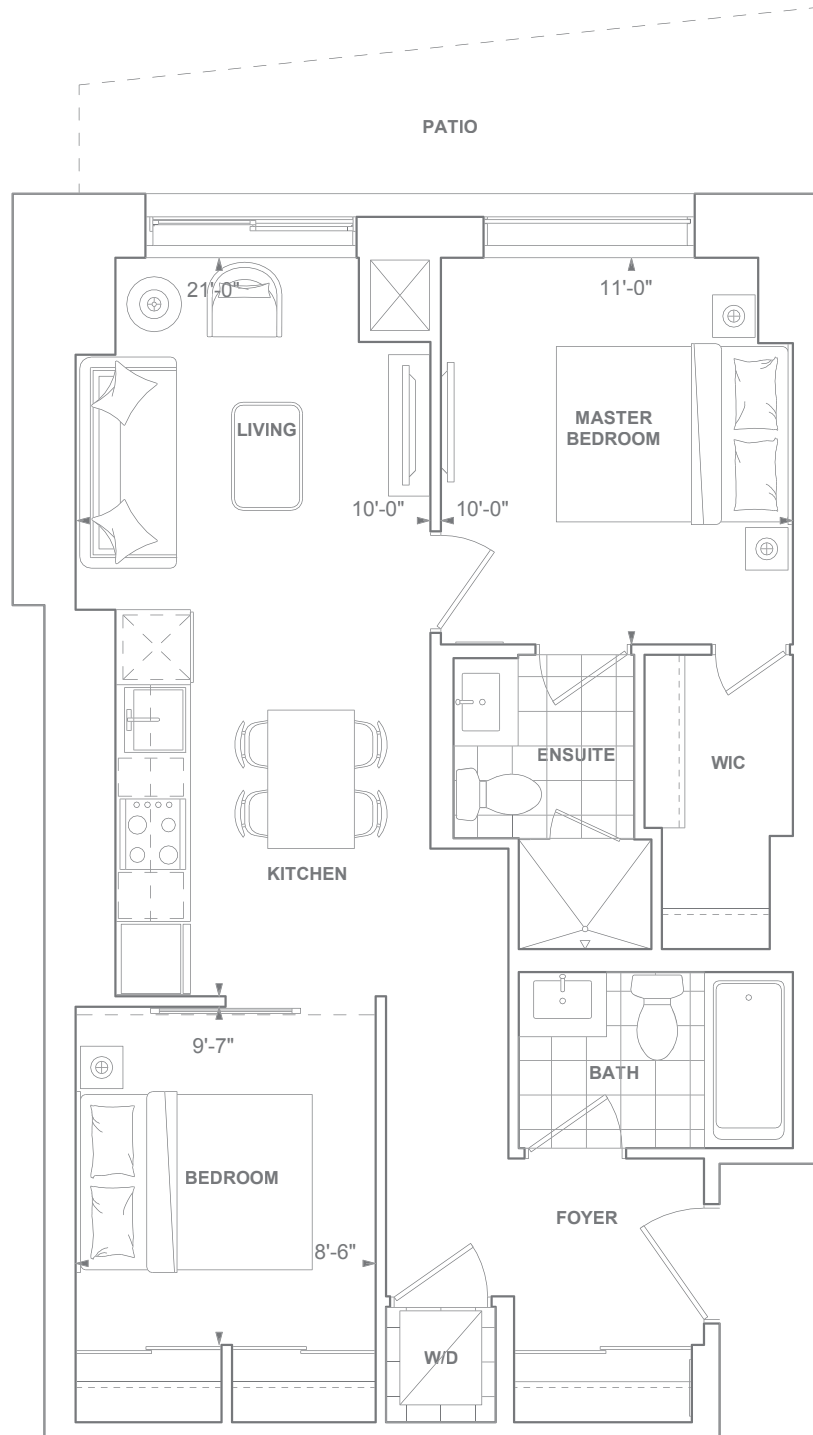 PATIO
21'-0"
11'-0"
LIVING
MASTER
BEDROOM
10'-0"
10'-0"
ENSUITE
WIC
KITCHEN
9'-7"
BATH
BEDROOM
FOYER
8'-6"
W/D